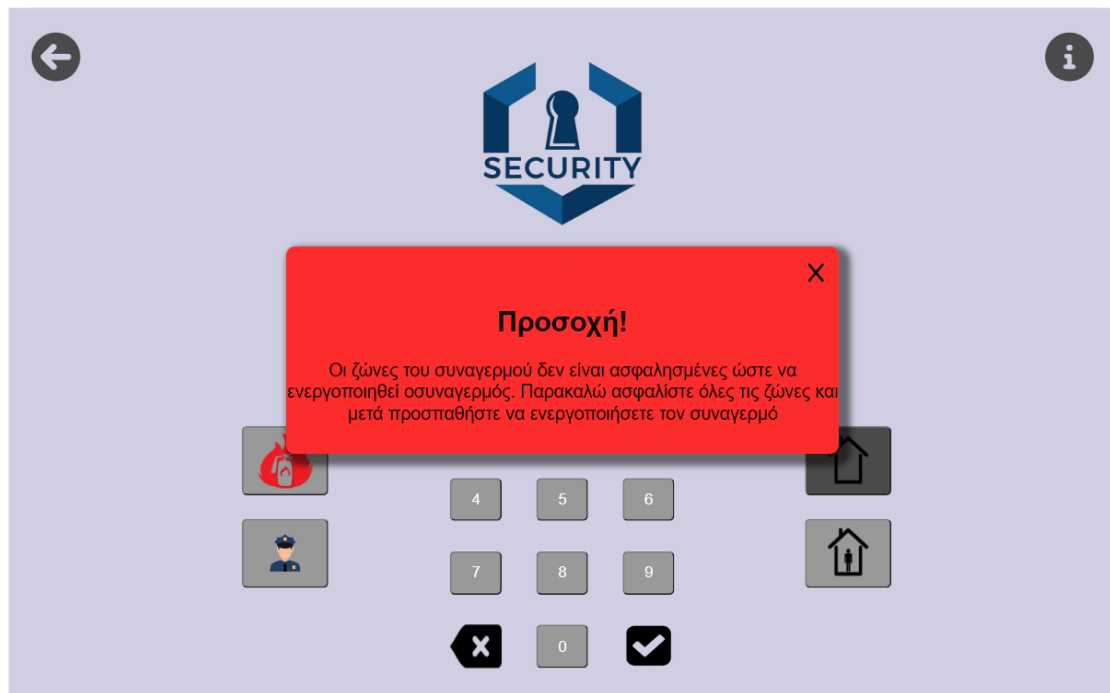 SECURITY
X
Προσοχή!
Οι ζώνες του συναγερμού δεν είναι ασφαλησμένες ώστε να
ενεργοποιηθεί οσυναγερμός. Παρακαλώ ασφαλίστε όλες τις ζώνες και
μετά προσπαθήστε να ενεργοποιήσετε τον συναγερμό
4 5 6
7 8 9
0